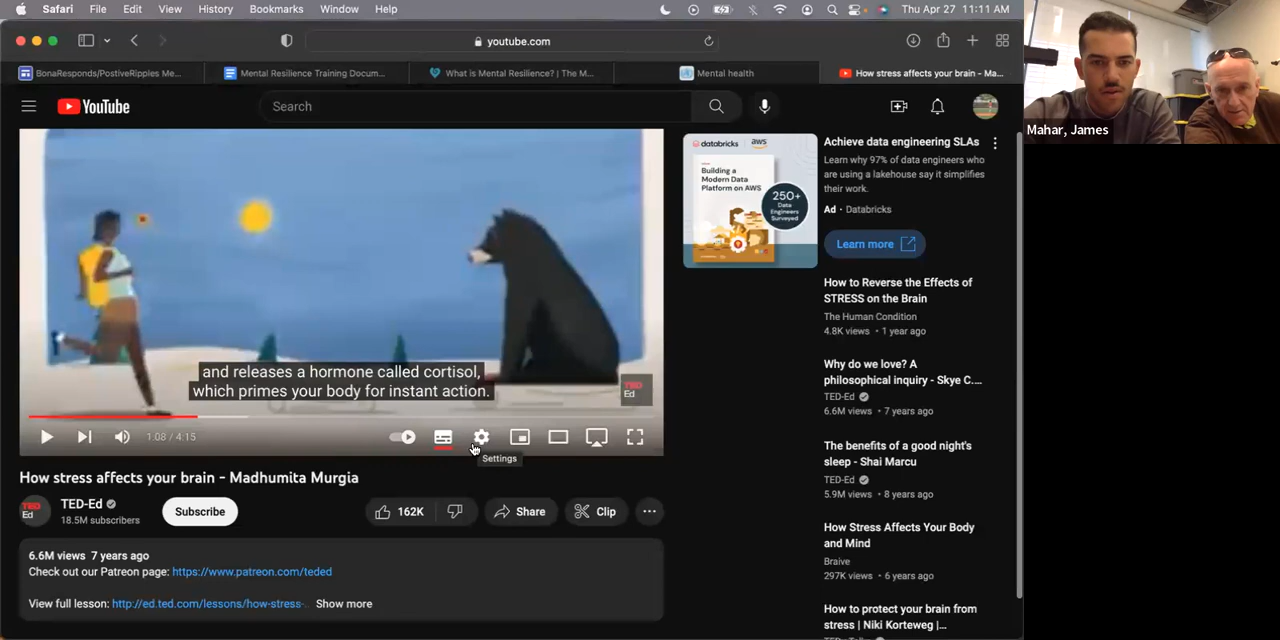 Safari File Edit View History Bookmarks Window Help Thu Apr 27 11:11 AM
youtube.com
BonaResponds/PostiveRipples Me...
Mental Resilience Training Docum...
What is Mental Resilience? | The M...
Mental health
How stress affects your brain - Ma...
YouTube
Search
and releases a hormone called cortisol,
which primes your body for instant action.
TED
Ed
1:08 / 4:15
Settings
How stress affects your brain - Madhumita Murgia
TED
Ed
TED-Ed
18.5M subscribers
Subscribe
162K
Share
Clip
6.6M views 7 years ago
Check out our Patreon page: https://www.patreon.com/teded
View full lesson: http://ed.ted.com/lessons/how-stress-... Show more
databricks aws
Building a
Modern Data
Platform on AWS
250+
Data
Engineers
Surveyed
Achieve data engineering SLAs
Learn why 97% of data engineers who
are using a lakehouse say it simplifies
their work.
Ad · Databricks
Learn more
How to Reverse the Effects of
STRESS on the Brain
The Human Condition
4.8K views • 1 year ago
Why do we love? A
philosophical inquiry - Skye C....
TED-Ed
6.6M views • 7 years ago
The benefits of a good night's
sleep - Shai Marcu
TED-Ed
5.9M views • 8 years ago
How Stress Affects Your Body
and Mind
Braive
297K views • 6 years ago
How to protect your brain from
stress | Niki Korteweg |...
Mahar, James